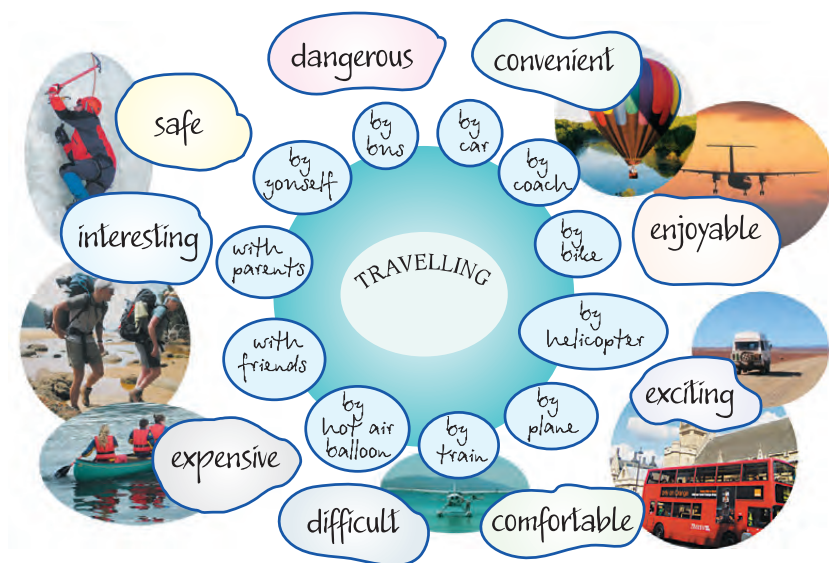 dangerous
convenient
safe
by
bus
by
car
by
yourself
by
coach
interesting
with
parents
TRAVELLING
by
bike
enjoyable
with
friends
by
helicopter
exciting
expensive
by
hot air
balloon
by
train
by
plane
difficult
comfortable